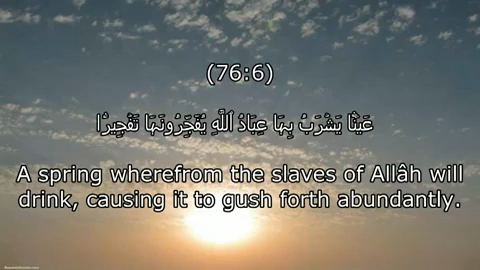 (76:6)
عَيْنًا يَشْرَبُ بِهَا عِبَادُ ٱللَّهِ يُفَجِّرُونَهَا تَفْجِيرًا
A spring wherefrom the slaves of Allâh will
drink, causing it to gush forth abundantly.